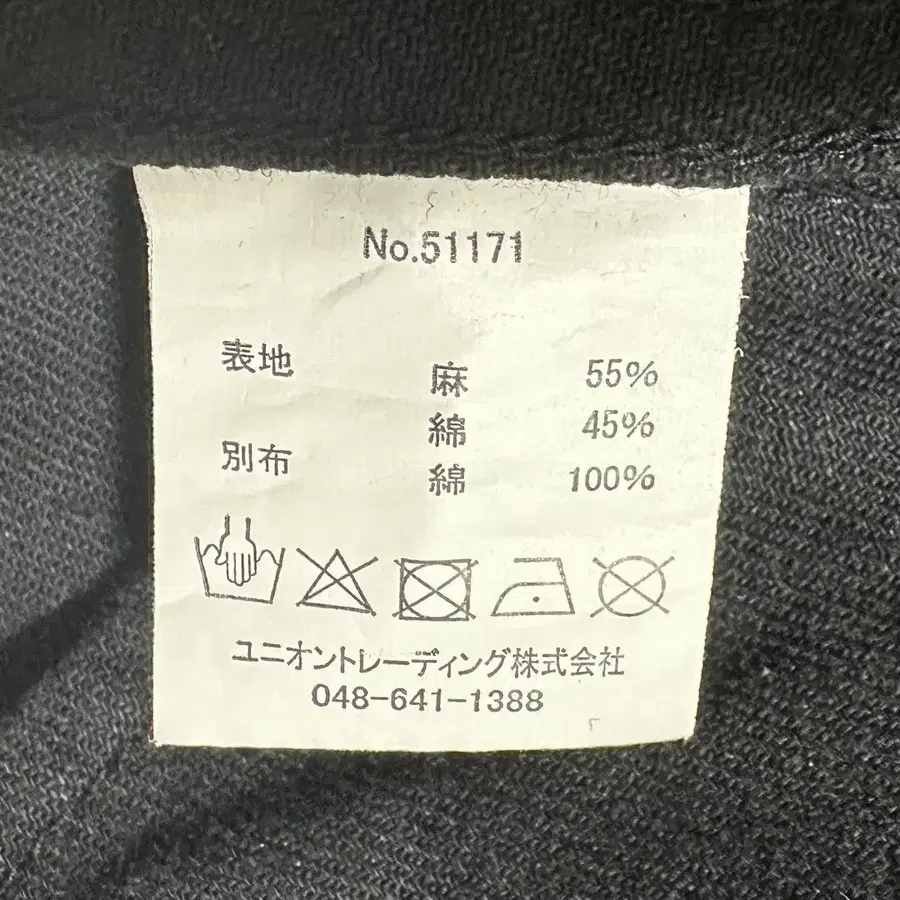 No.51171
表地 麻 55%
綿 45%
別布 綿 100%
ユニオントレーディング株式会社
048-641-1388